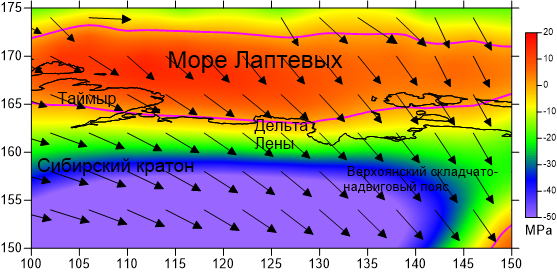 175
170
165
160
155
150
100 105 110 115 120 125 130 135 140 145 150
Море Лаптевых
Таймыр
Дельта
Лены
Сибирский кратон
Верхоянский складчато-
надвиговый пояс
20
10
0
-10
-20
-30
-40
-50
MPa